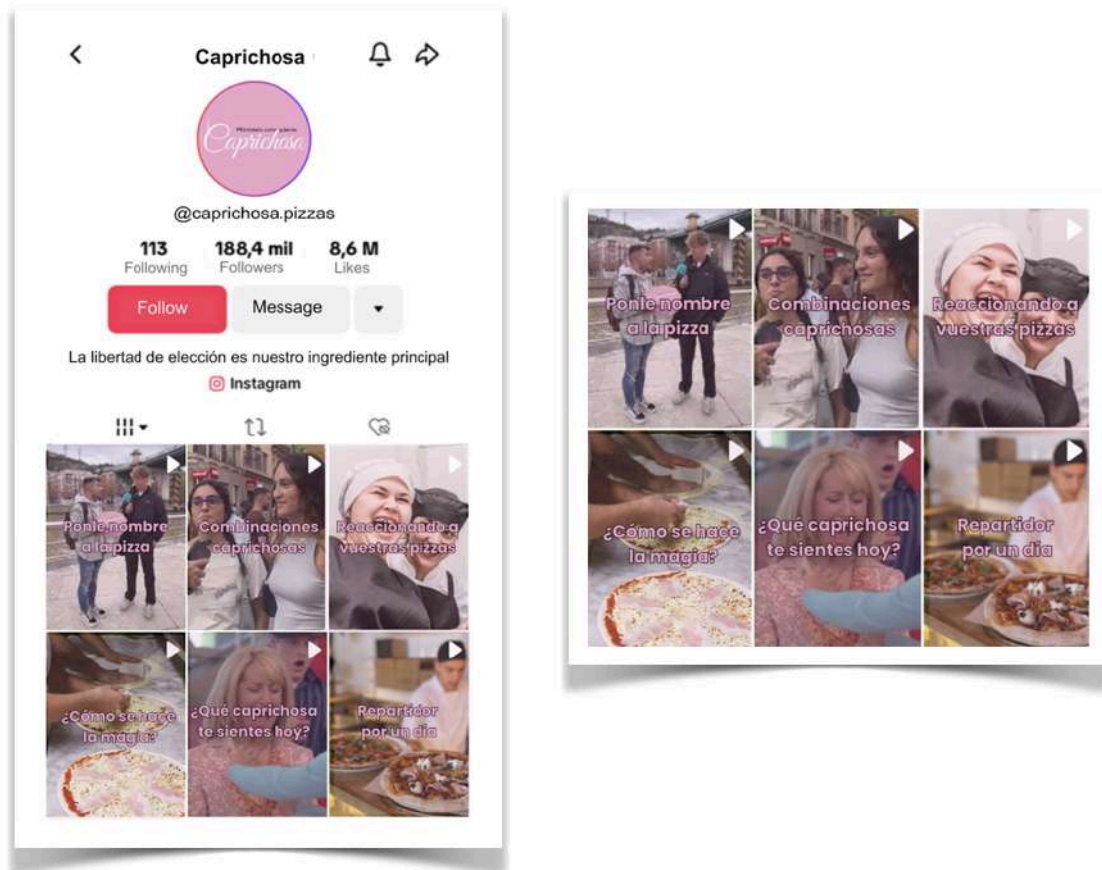 Caprichosa
Caprichosa
@caprichosa.pizzas
113
188,4 mil
8,6 M
Following
Followers
Likes
Follow
Message
La libertad de elección es nuestro ingrediente principal
Instagram
Ponle nombre
a la pizza
Combinaciones
caprichosas
Reaccionando a
vuestras pizzas
¿Cómo se hace
la magia?
¿Qué caprichosa
te sientes hoy?
Repartidor
por un día
Ponle nombre
a la pizza
Combinaciones
caprichosas
Reaccionando a
vuestras pizzas
¿Cómo se hace
la magia?
¿Qué caprichosa
te sientes hoy?
Repartidor
por un día